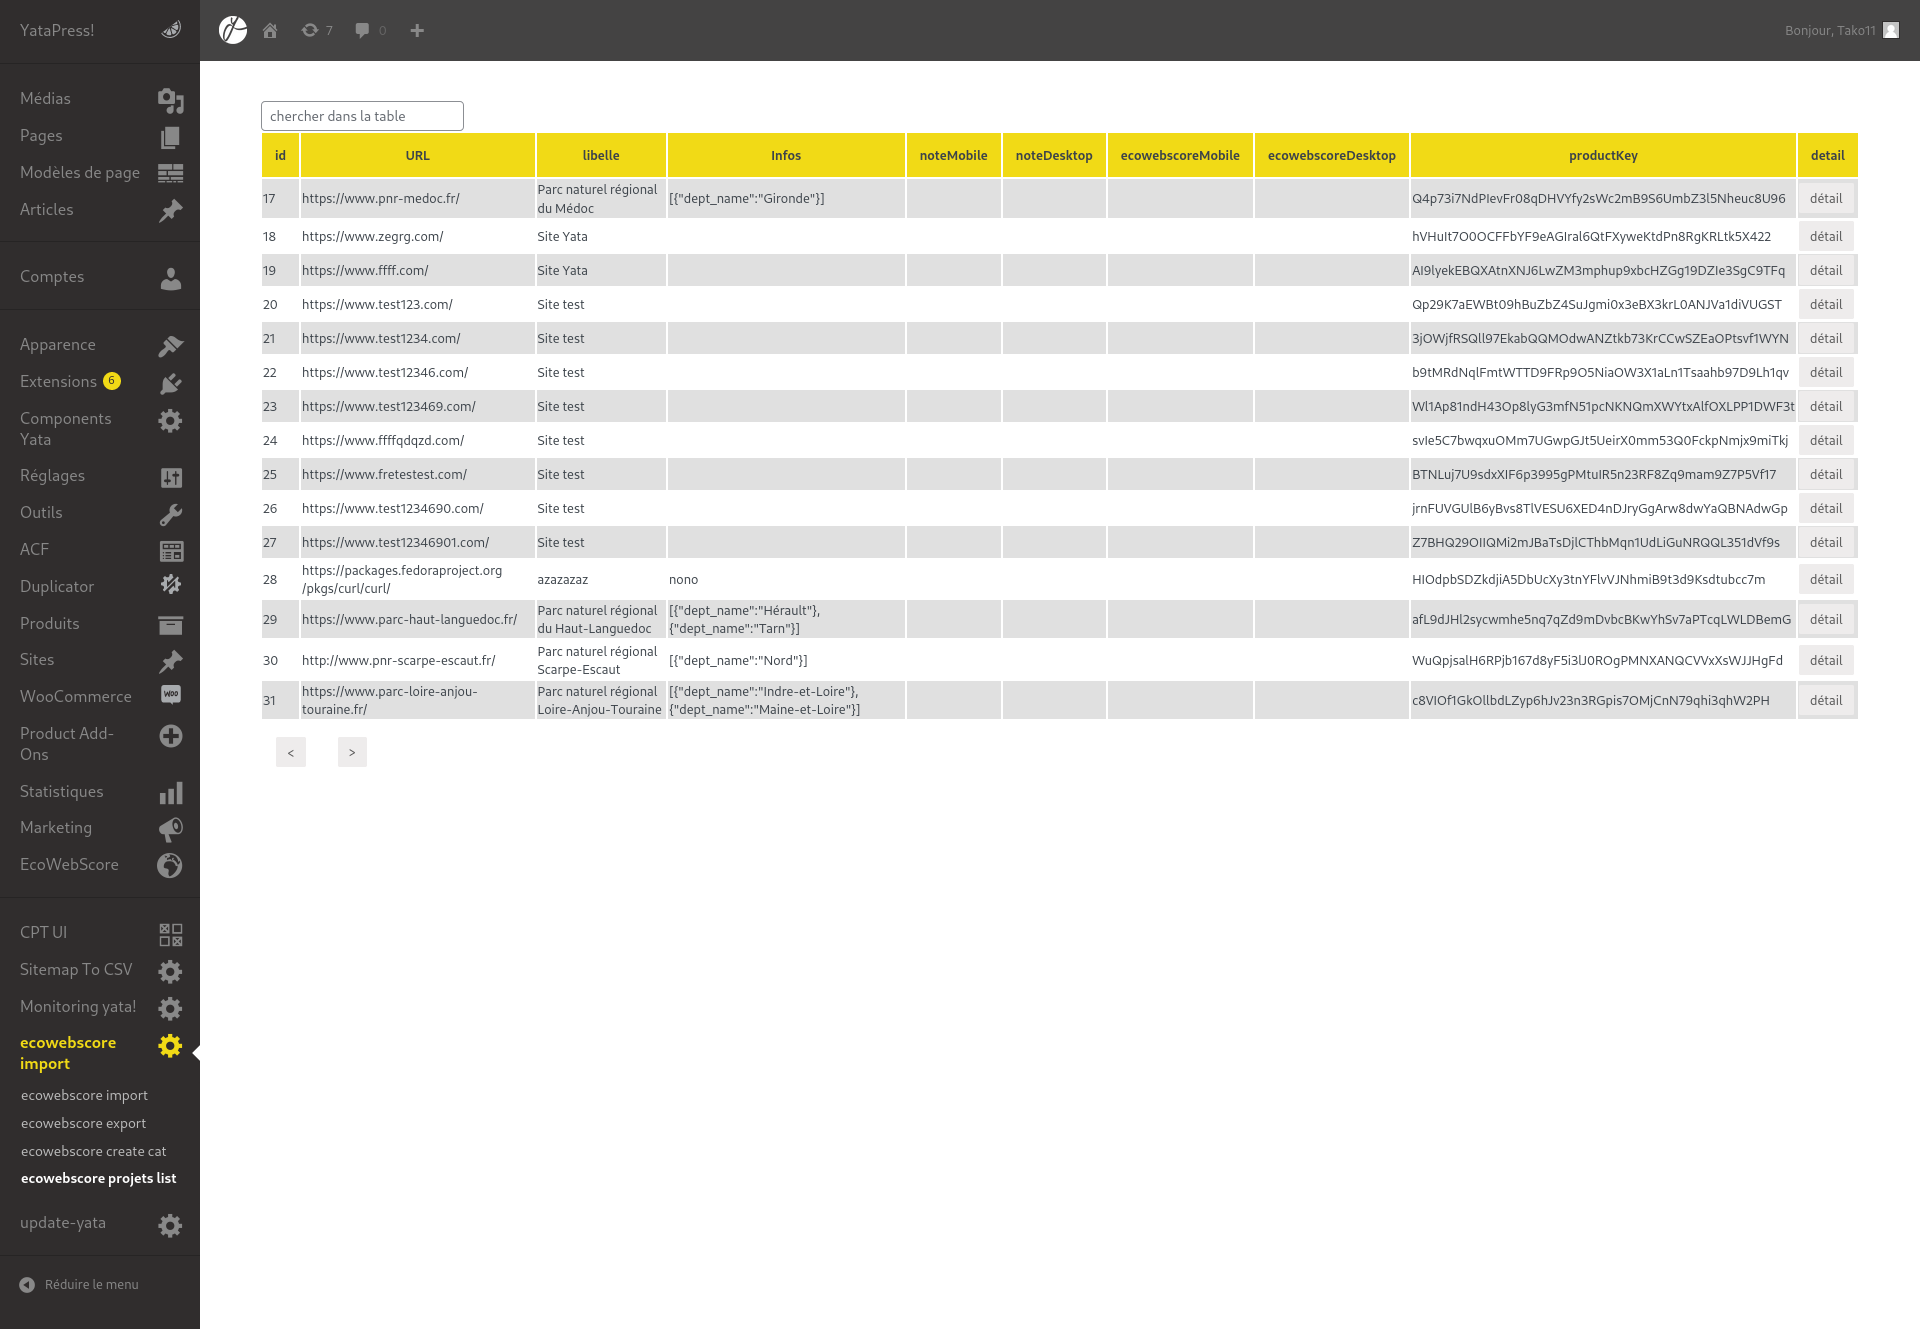 YataPress!
7
0
Bonjour, Tako11
Médias
Pages
Modèles de page
Articles
Comptes
Apparence
Extensions 6
Components
Yata
Réglages
Outils
ACF
Duplicator
Produits
Sites
WooCommerce
Product Add-
Ons
Statistiques
Marketing
EcoWebScore
CPT UI
Sitemap To CSV
Monitoring yata!
ecowebscore
import
ecowebscore import
ecowebscore export
ecowebscore create cat
ecowebscore projets list
update-yata
Réduire le menu
chercher dans la table
id URL libelle Infos noteMobile noteDesktop ecowebscoreMobile ecowebscoreDesktop productKey detail
17 https://www.pnr-medoc.fr/ Parc naturel régional
du Médoc [{"dept_name":"Gironde"}] Q4p73i7NdPIevFr08qDHVYfy2sWc2mB9S6UmbZ3l5Nheuc8U96 détail
18 https://www.zegrg.com/ Site Yata hVHuIt7O0OCFFbYF9eAGIral6QtFXyweKtdPn8RgKRLtk5X422 détail
19 https://www.ffff.com/ Site Yata AI9lyekEBQXAtnXNJ6LwZM3mphup9xbcHZGg19DZIe3SgC9TFq détail
20 https://www.test123.com/ Site test Qp29K7aEWBt09hBuZbZ4SuJgmi0x3eBX3krL0ANJVa1diVUGST détail
21 https://www.test1234.com/ Site test 3jOWjfRSQll97EkabQQMOdwANZtkb73KrCCwSZEaOPtsvf1WYN détail
22 https://www.test12346.com/ Site test b9tMRdNqlFmtWTTD9FRp9O5NiaOW3X1aLn1Tsaahb97D9Lh1qv détail
23 https://www.test123469.com/ Site test Wl1Ap81ndH43Op8lyG3mfN51pcNKNQmXWYtxAlfOXLPP1DWF3t détail
24 https://www.ffffqdqzd.com/ Site test svIe5C7bwqxuOMm7UGwpGJt5UeirX0mm53Q0FckpNmjx9miTkj détail
25 https://www.fretestest.com/ Site test BTNLuj7U9sdxXIF6p3995gPMtuIR5n23RF8Zq9mam9Z7P5Vf17 détail
26 https://www.test1234690.com/ Site test jrnFUVGUlB6yBvs8TlVESU6XED4nDJryGgArw8dwYaQBNAdwGp détail
27 https://www.test12346901.com/ Site test Z7BHQ29OIIQMi2mJBaTsDjlCThbMqn1UdLiGuNRQQL351dVf9s détail
28 https://packages.fedoraproject.org
/pkgs/curl/curl/ azazazaz nono HIOdpbSDZkdjiA5DbUcXy3tnYFlvVJNhmiB9t3d9Ksdtubcc7m détail
29 https://www.parc-haut-languedoc.fr/ Parc naturel régional
du Haut-Languedoc [{"dept_name":"Hérault"},
{"dept_name":"Tarn"}] afL9dJHl2sycwmhe5nq7qZd9mDvbcBKwYhSv7aPTcqLWLDBemG détail
30 http://www.pnr-scarpe-escaut.fr/ Parc naturel régional
Scarpe-Escaut [{"dept_name":"Nord"}] WuQpjsalH6RPjb167d8yF5i3lJ0ROgPMNXANQCVVxXsWJJHgFd détail
31 https://www.parc-loire-anjou-
touraine.fr/ Parc naturel régional
Loire-Anjou-Touraine [{"dept_name":"Indre-et-Loire"},
{"dept_name":"Maine-et-Loire"}] c8VIOf1GkOllbdLZyp6hJv23n3RGpis7OMjCnN79qhi3qhW2PH détail
< >